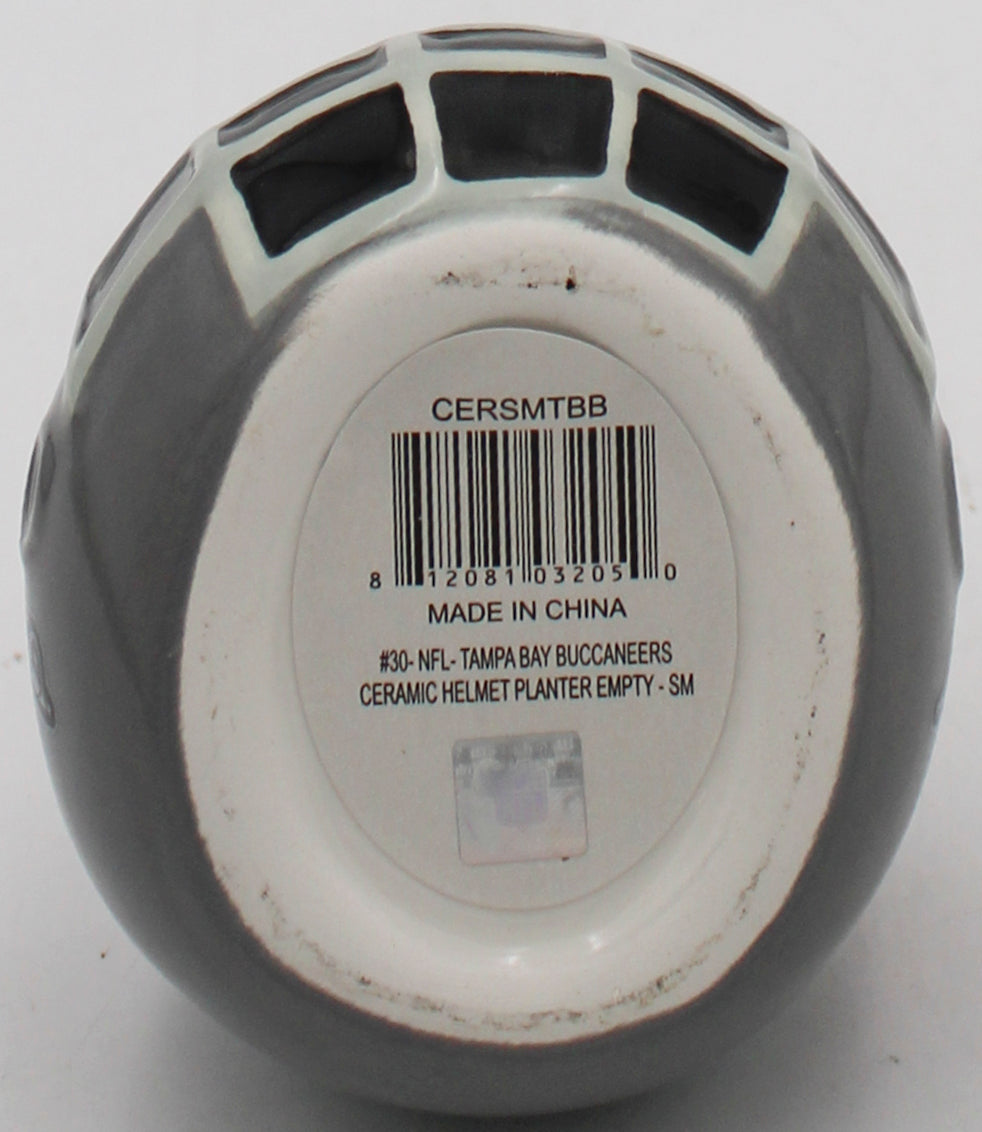 CERSMTBB
8 12081 03205 0
MADE IN CHINA
#30- NFL- TAMPA BAY BUCCANEERS
CERAMIC HELMET PLANTER EMPTY - SM